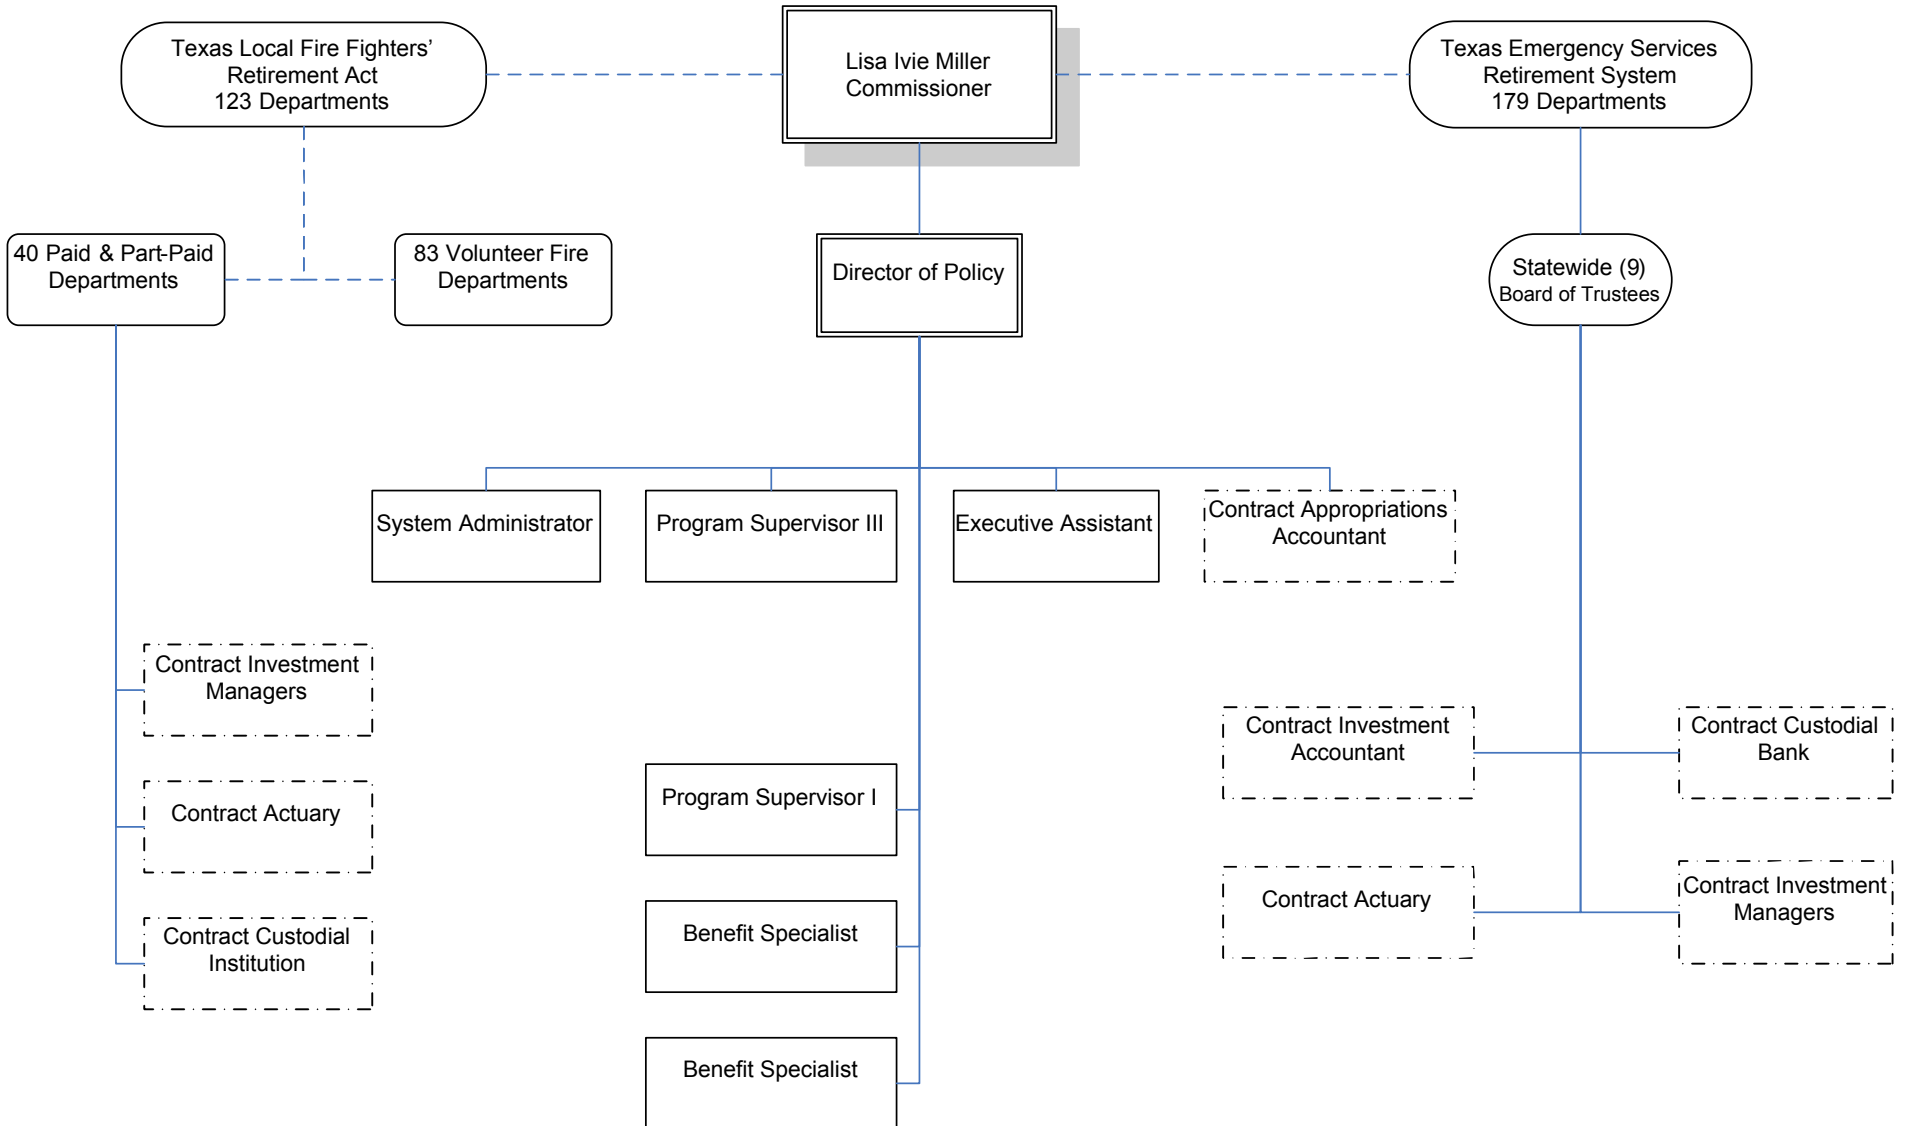 Texas Local Fire Fighters’
Retirement Act
123 Departments
Lisa Ivie Miller
Commissioner
Texas Emergency Services
Retirement System
179 Departments
40 Paid & Part-Paid
Departments
83 Volunteer Fire
Departments
Director of Policy
Statewide (9)
Board of Trustees
System Administrator
Program Supervisor III
Executive Assistant
Contract Appropriations
Accountant
Contract Investment
Managers
Contract Actuary
Contract Custodial
Institution
Program Supervisor I
Benefit Specialist
Benefit Specialist
Contract Investment
Accountant
Contract Custodial
Bank
Contract Actuary
Contract Investment
Managers